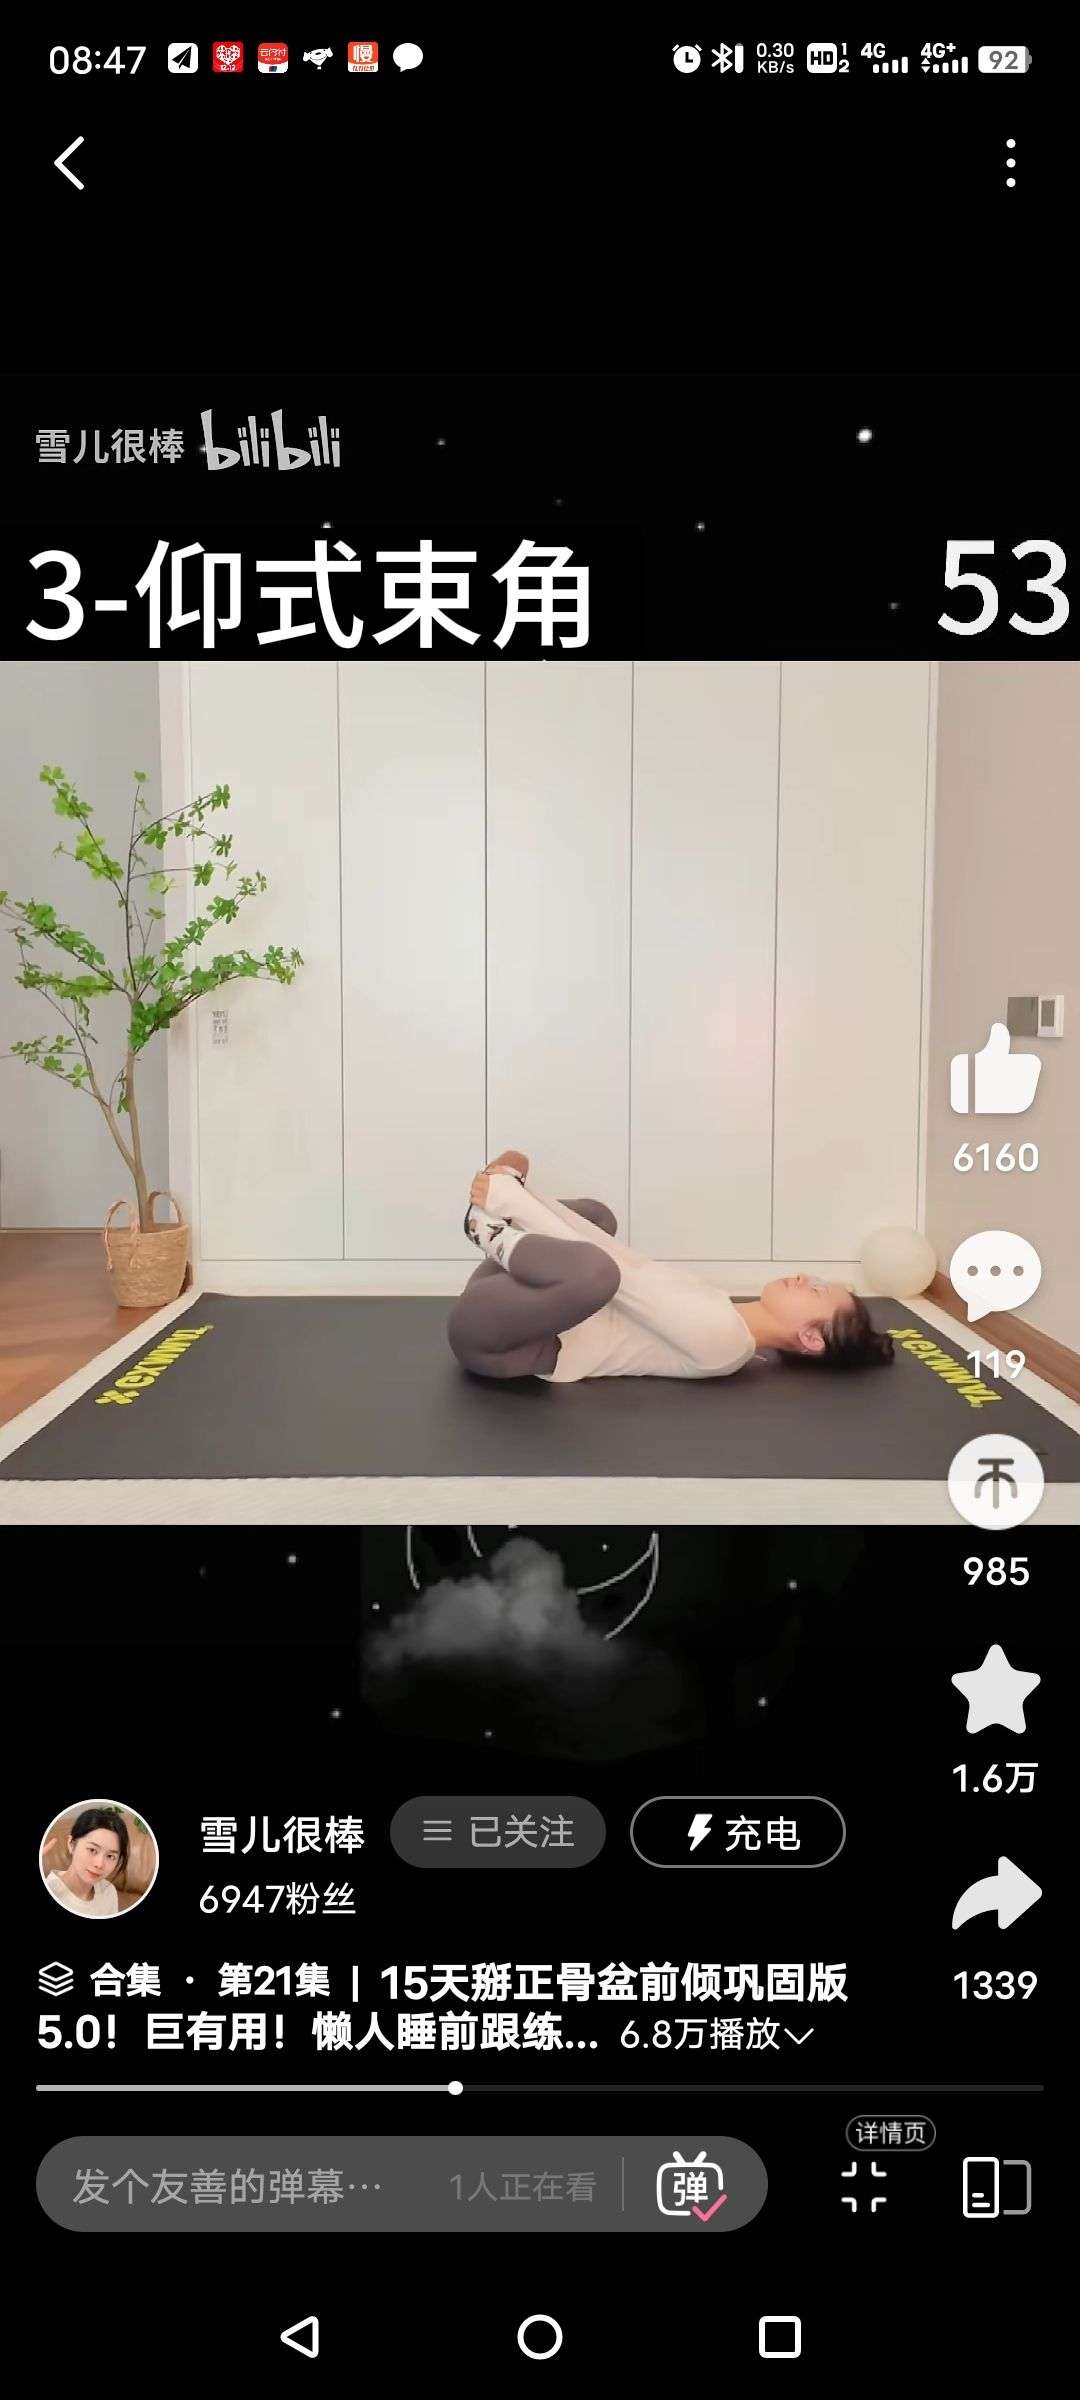 08:47
0.30 KB/s
HD 1 2
4G
4G+
92
雪儿很棒 bilibili
3-仰式束角
53
6160
119
985
1.6万
雪儿很棒
已关注
充电
6947粉丝
1339
合集 · 第21集 | 15天掰正骨盆前倾巩固版
5.0！巨有用！懒人睡前跟练... 6.8万播放
详情页
发个友善的弹幕…
1人正在看
弹